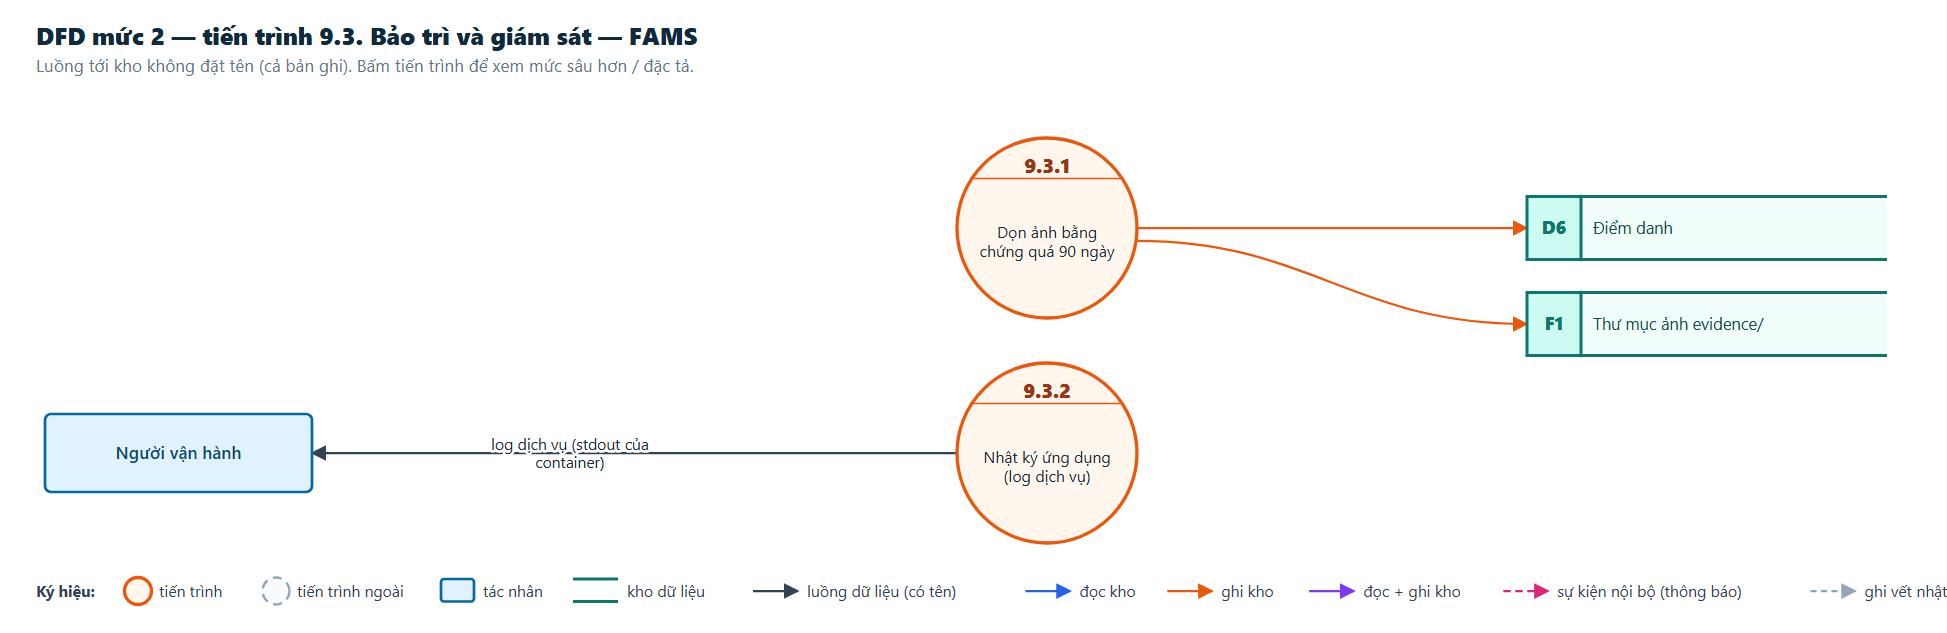 DFD mức 2 — tiến trình 9.3. Bảo trì và giám sát — FAMS
Luồng tới kho không đặt tên (cả bản ghi). Bấm tiến trình để xem mức sâu hơn / đặc tả.
9.3.1
Dọn ảnh bằng
chứng quá 90 ngày
D6
Điểm danh
F1
Thư mục ảnh evidence/
9.3.2
Nhật ký ứng dụng
(log dịch vụ)
Người vận hành
log dịch vụ (stdout của
container)
Ký hiệu:
tiến trình
tiến trình ngoài
tác nhân
kho dữ liệu
luồng dữ liệu (có tên)
đọc kho
ghi kho
đọc + ghi kho
sự kiện nội bộ (thông báo)
ghi vết nhật